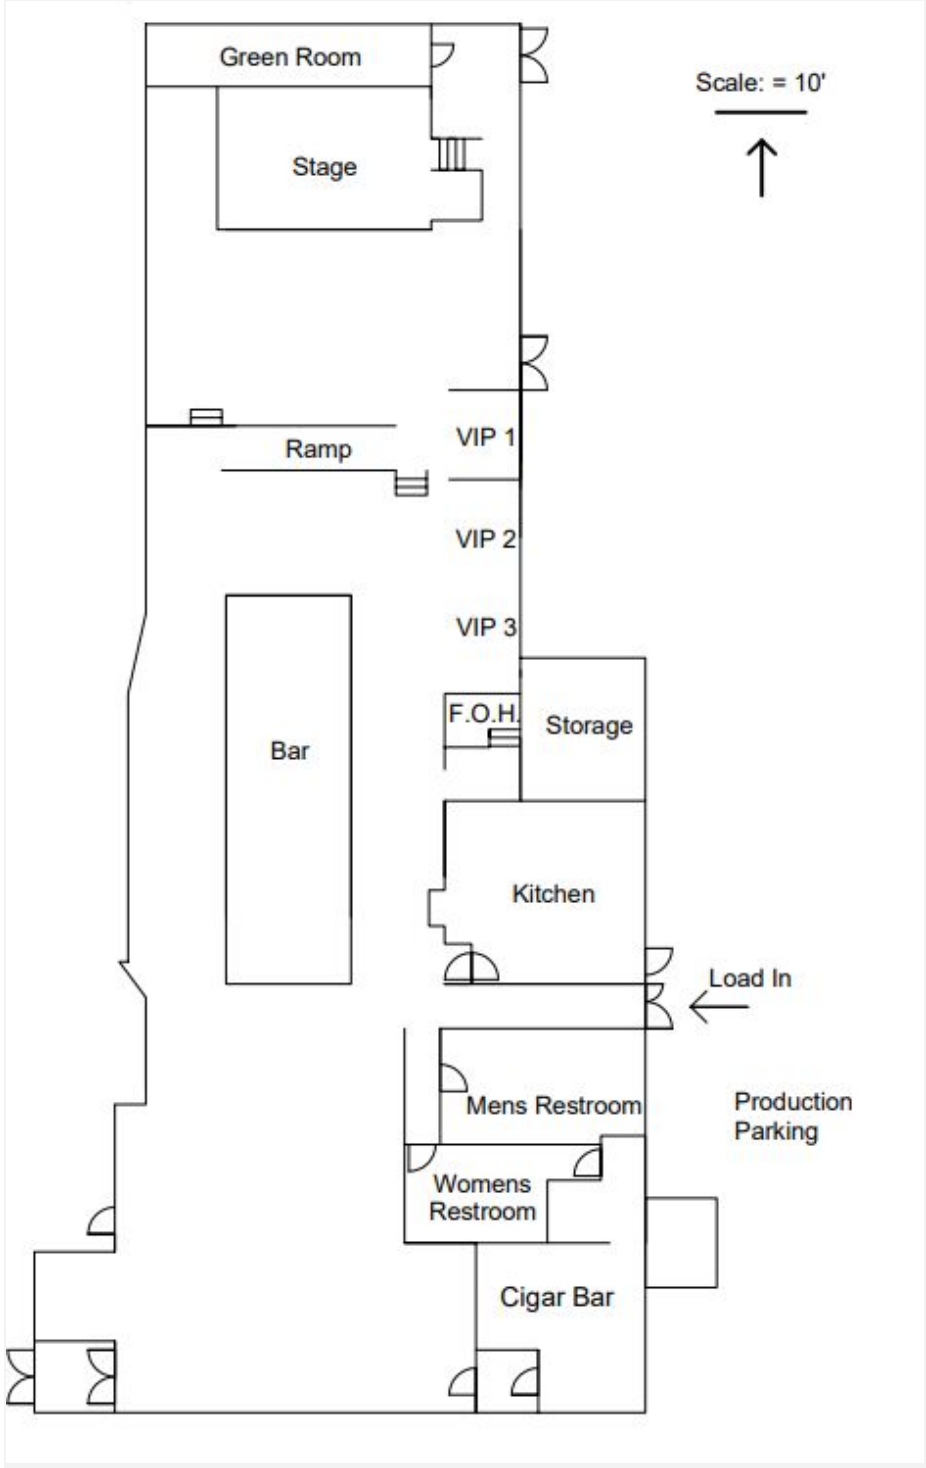 Green Room
Scale: = 10'
Stage
VIP 1
Ramp
VIP 2
VIP 3
F.O.H.
Storage
Bar
Kitchen
Load In
Mens Restroom
Production
Parking
Womens
Restroom
Cigar Bar